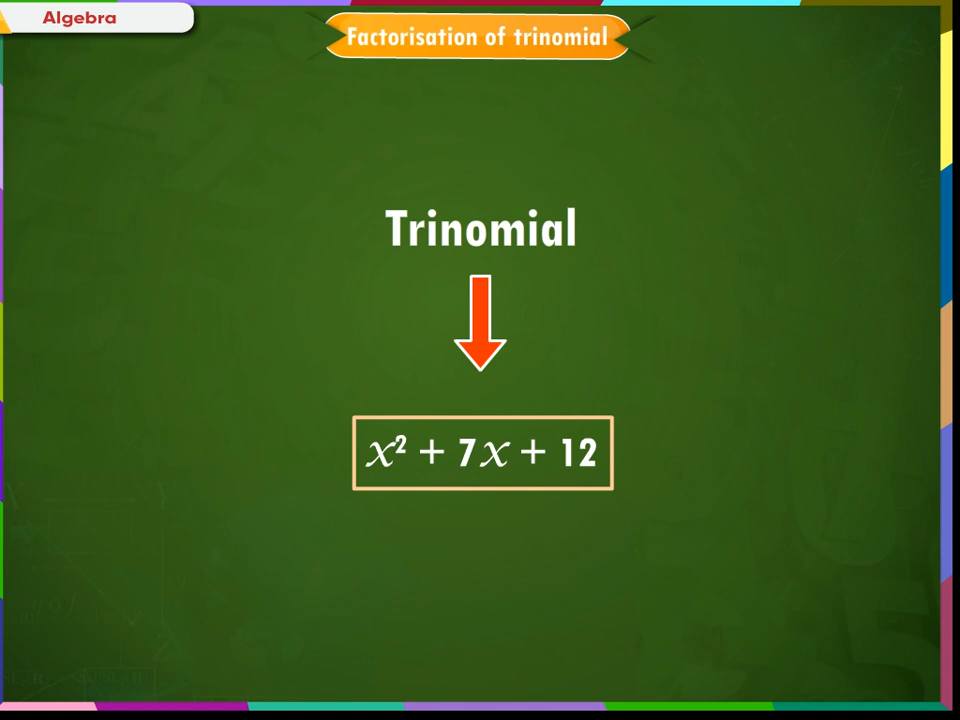 Algebra
Factorisation of trinomial
Trinomial
x² + 7x + 12